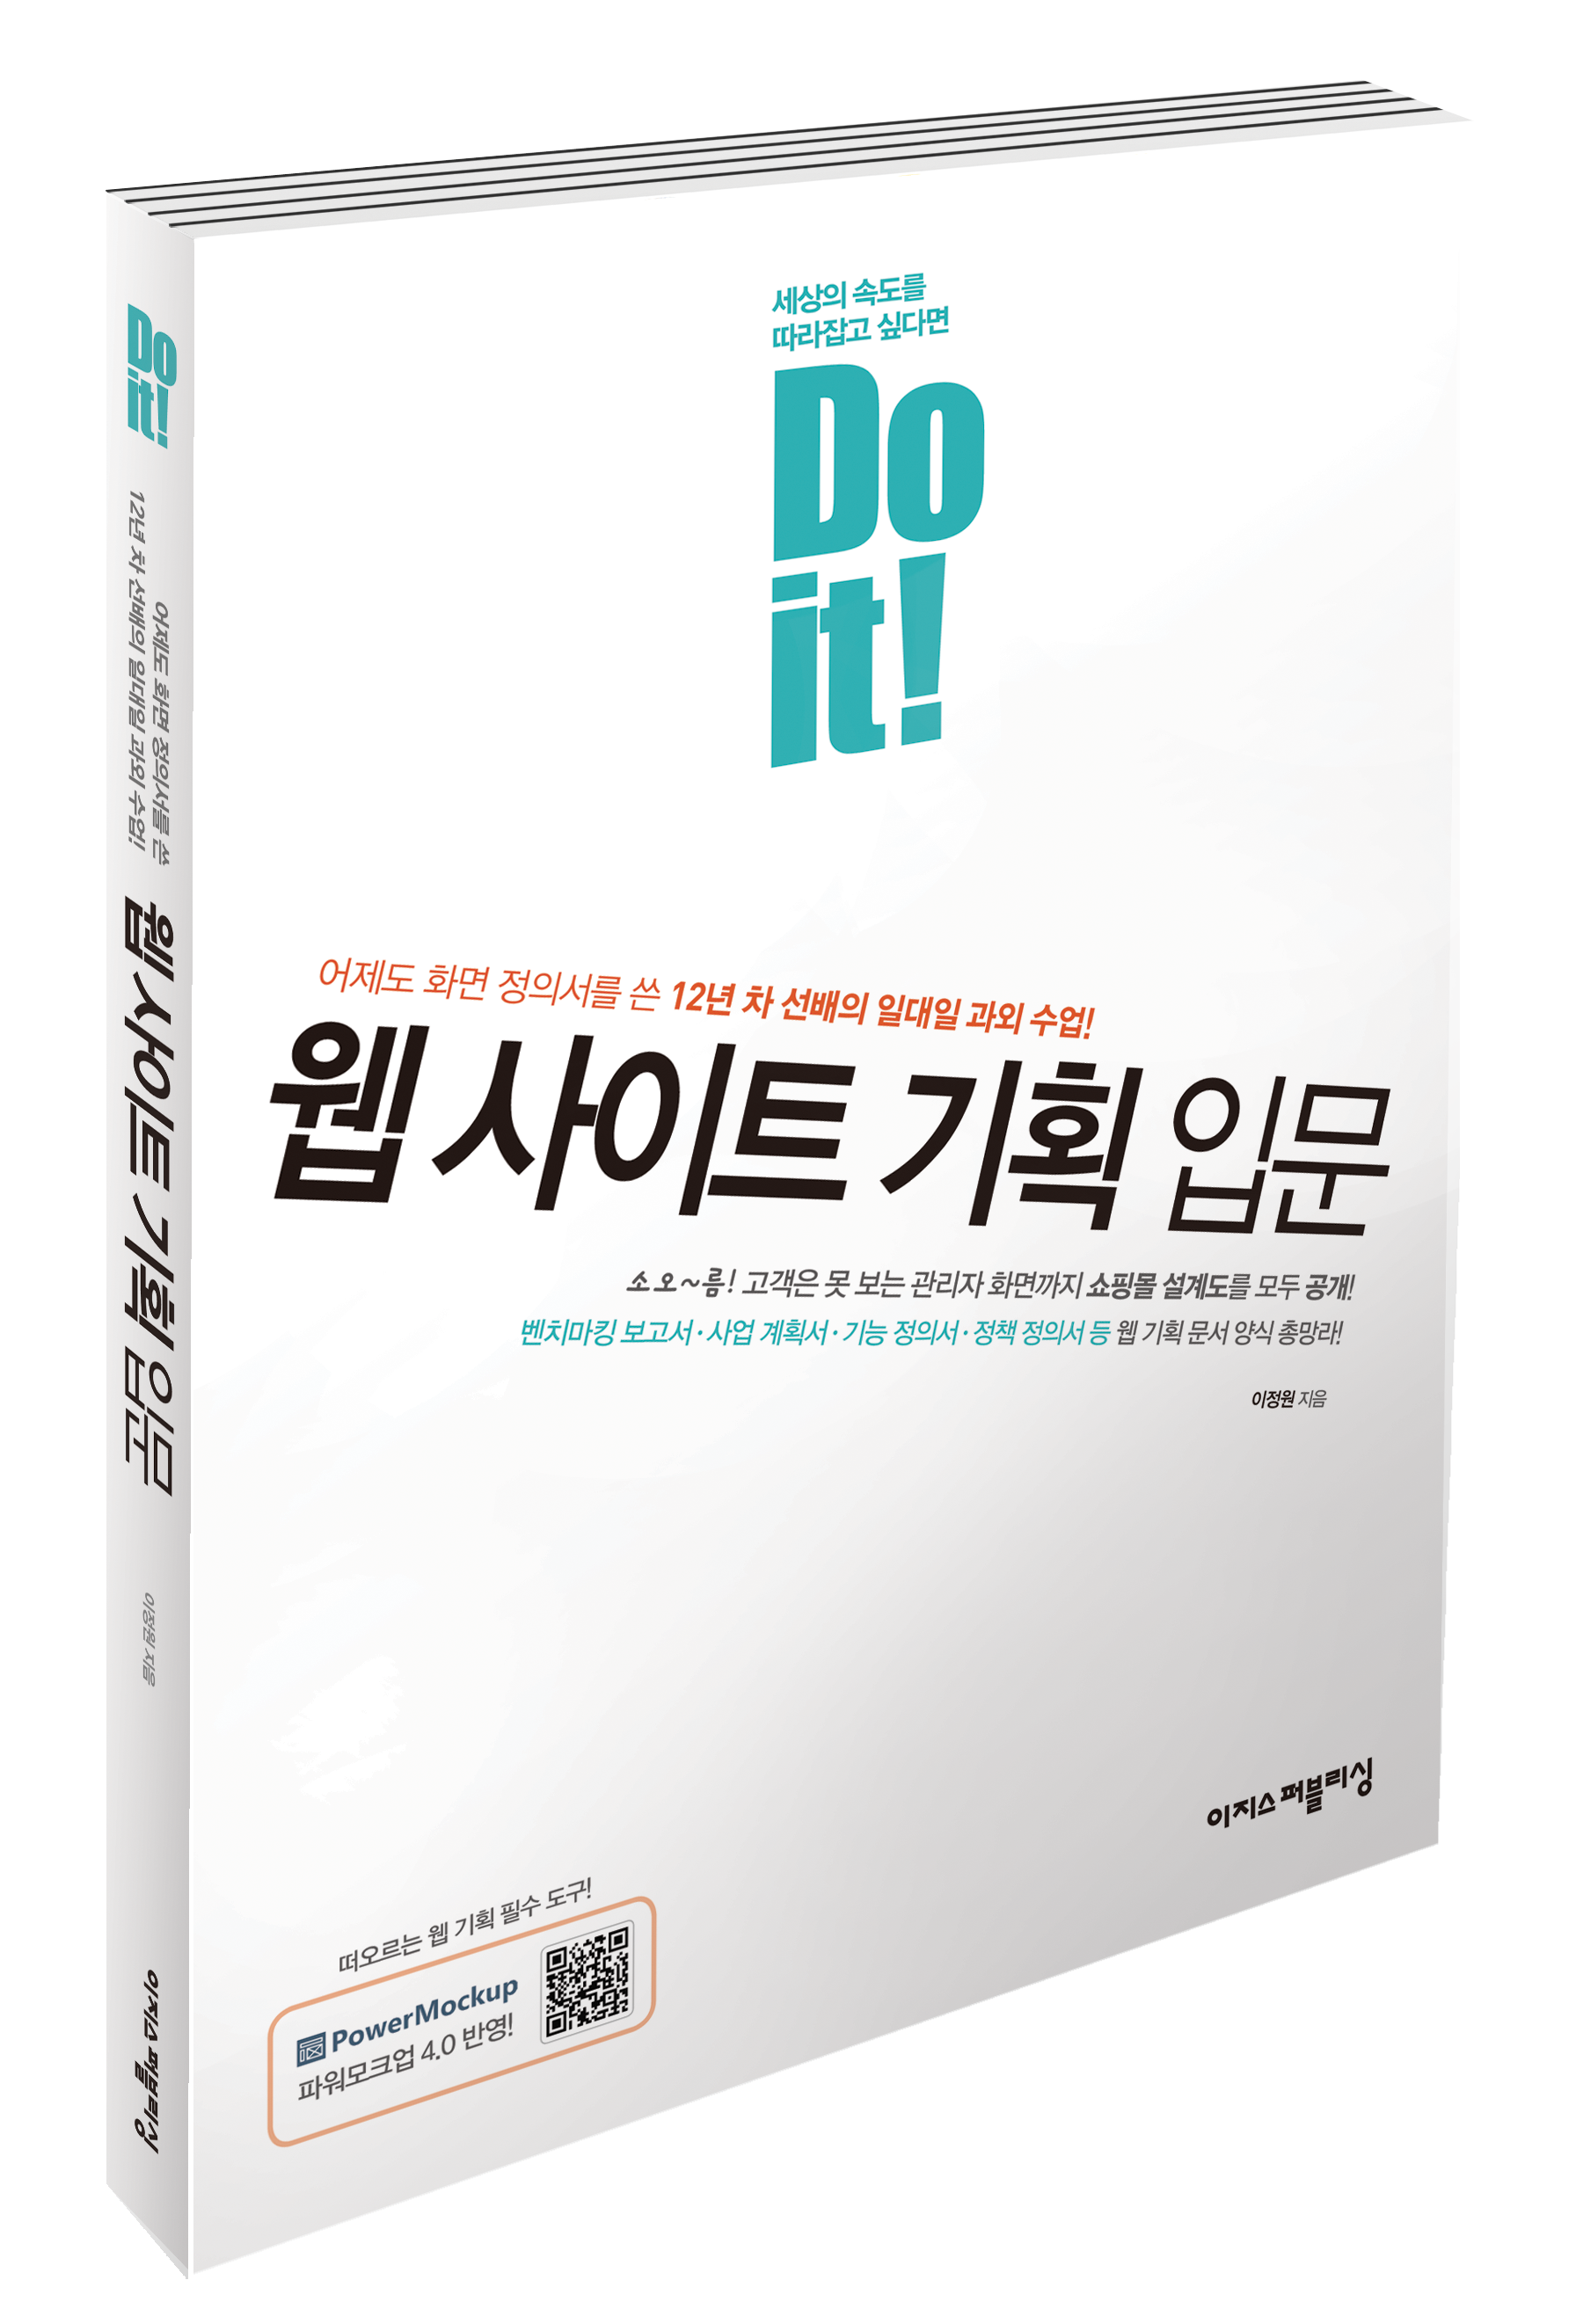 세상의 속도를
따라잡고 싶다면
Do
it!
어제도 화면 정의서를 쓴 12년 차 선배의 일대일 과외 수업!
웹 사이트 기획 입문
소오~름! 고객은 못 보는 관리자 화면까지 쇼핑몰 설계도를 모두 공개!
벤치마킹 보고서·사업 계획서·기능 정의서·정책 정의서 등 웹 기획 문서 양식 총망라!
이정원 지음
이지스퍼블리싱
떠오르는 웹 기획 필수 도구!
PowerMockup
파워모크업 4.0 반영!
Do
it!
어제도 화면 정의서를 쓴
12년 차 선배의 일대일 과외 수업!
웹 사이트 기획 입문
이정원 지음
이지스퍼블리싱